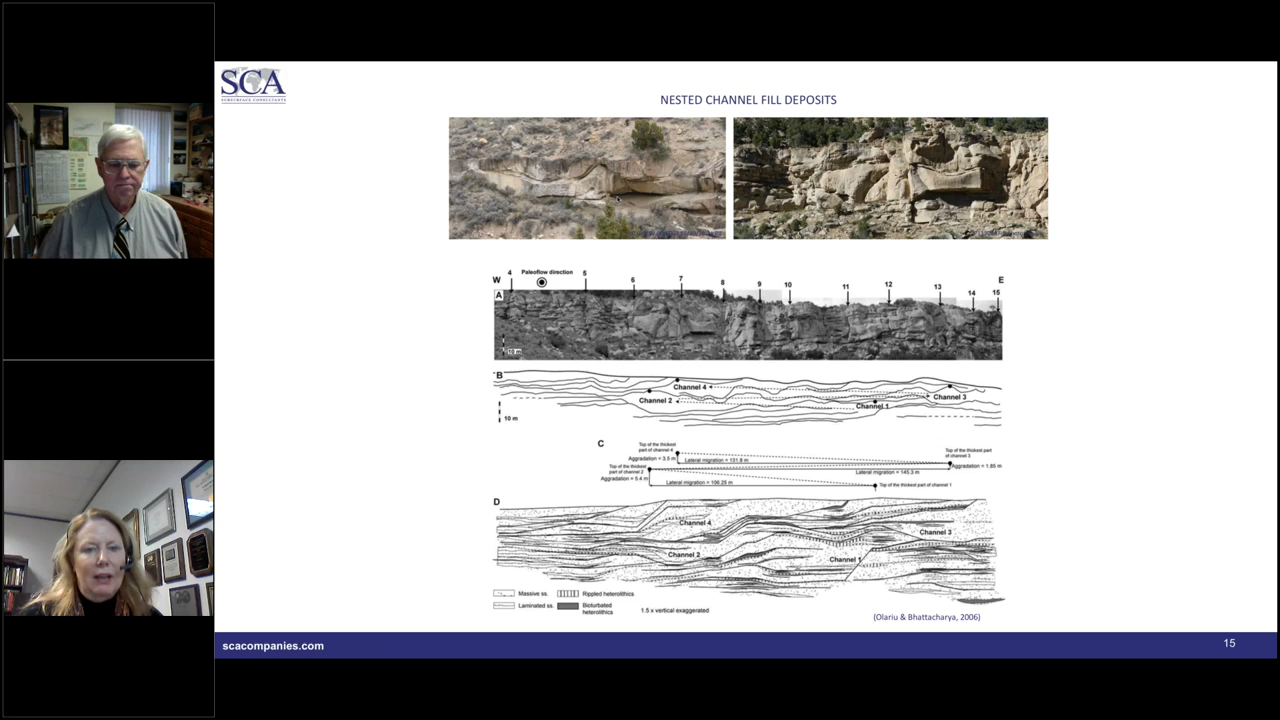 SCA
SUBSURFACE CONSULTANTS
NESTED CHANNEL FILL DEPOSITS
W
4
Paleoflow direction
5
6
7
8
9
10
11
12
13
14
15
E
A
10 m
B
Channel 4
Channel 2
Channel 3
Channel 1
10 m
C
Top of the thickest
part of channel 4
Aggradation = 3.5 m
Lateral migration = 131.8 m
Top of the thickest part
of channel 3
Aggradation = 1.85 m
Top of the thickest
part of channel 2
Aggradation = 5.4 m
Lateral migration = 145.3 m
Lateral migration = 106.25 m
Top of the thickest part of channel 1
D
Channel 4
Channel 3
Channel 2
Channel 1
Massive ss.
Rippled heterolithics
Laminated ss.
Bioturbated
heterolithics
1.5 x vertical exaggerated
(Olariu & Bhattacharya, 2006)
scacompanies.com
15